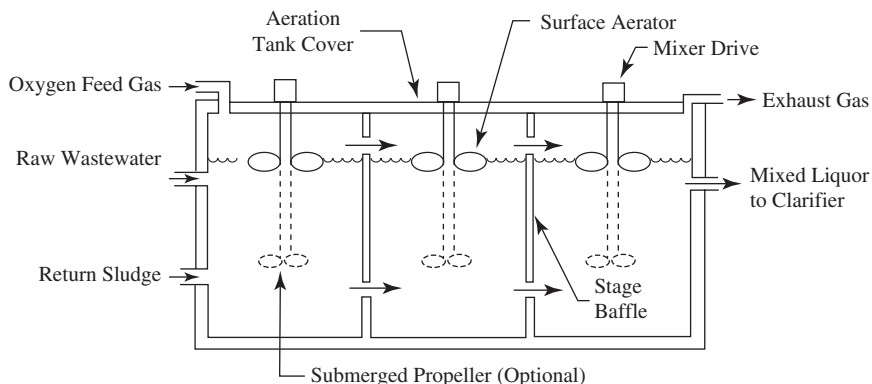 Aeration
Tank Cover
Surface Aerator
Mixer Drive
Oxygen Feed Gas
Exhaust Gas
Raw Wastewater
Mixed Liquor
to Clarifier
Return Sludge
Stage
Baffle
Submerged Propeller (Optional)